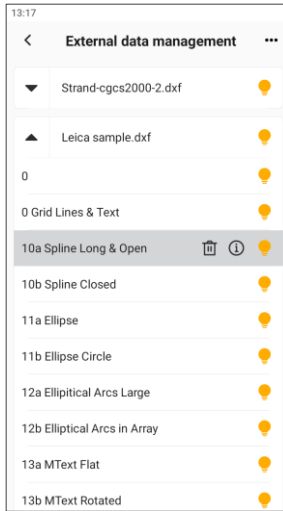 13:17
External data management
Strand-cgcs2000-2.dxf
Leica sample.dxf
0
0 Grid Lines & Text
10a Spline Long & Open
10b Spline Closed
11a Ellipse
11b Ellipse Circle
12a Ellipitical Arcs Large
12b Elliptical Arcs in Array
13a MText Flat
13b MText Rotated